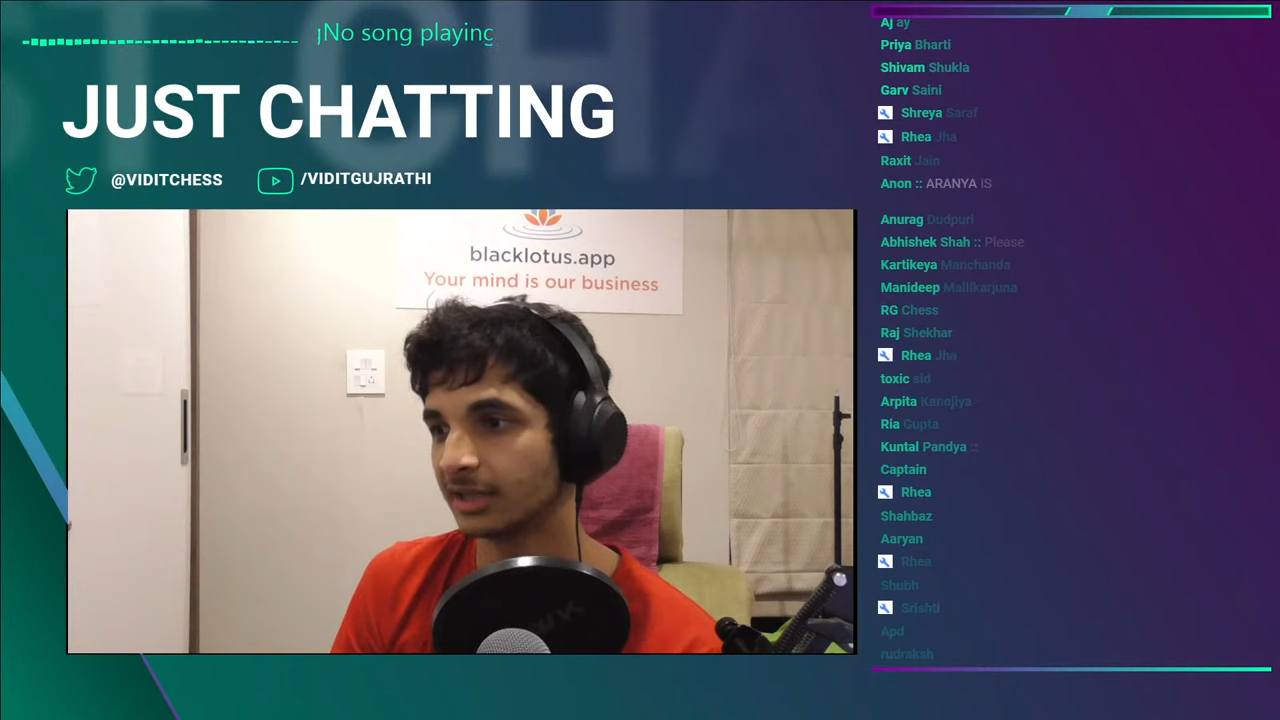 ¡No song playing
JUST CHATTING
@VIDITCHESS
/VIDITGUJRATHI
blacklotus.app
Your mind is our business
Aj ay
Priya Bharti
Shivam Shukla
Garv Saini
Shreya Saraf
Rhea Jha
Raxit Jain
Anon :: ARANYA IS
Anurag Dudpuri
Abhishek Shah :: Please
Kartikeya Manchanda
Manideep Mallikarjuna
RG Chess
Raj Shekhar
Rhea Jha
toxic sid
Arpita Kanojiya
Ria Gupta
Kuntal Pandya ::
Captain
Rhea
Shahbaz
Aaryan
Rhea
Shubh
Srishti
Apd
rudraksh